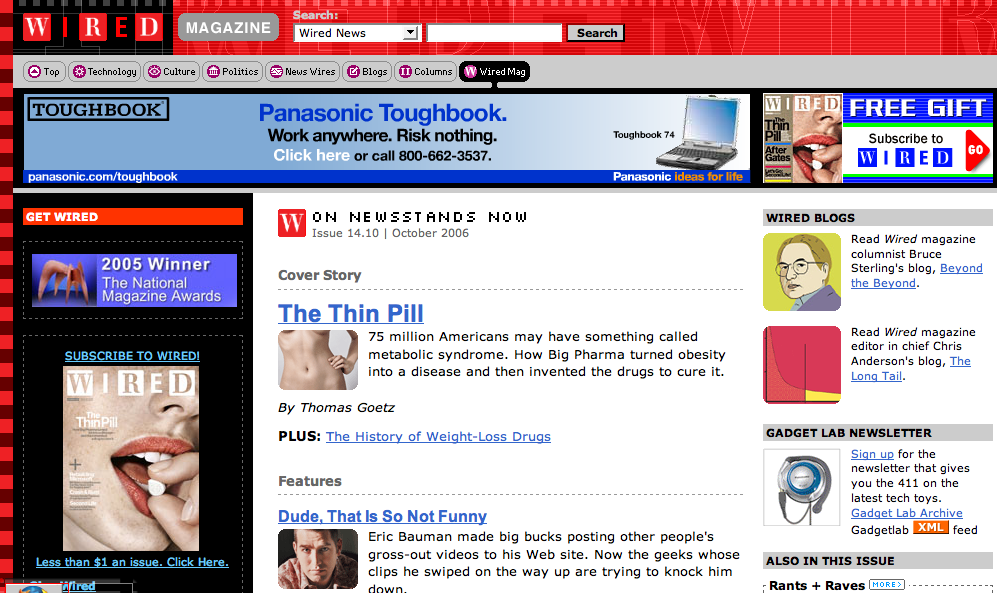 WIRED MAGAZINE
Search:
Wired News
Search
Top
Technology
Culture
Politics
News Wires
Blogs
Columns
Wired Mag
TOUGHBOOK
Panasonic Toughbook.
Work anywhere. Risk nothing.
Click here or call 800-662-3537.
Toughbook 74
panasonic.com/toughbook
Panasonic ideas for life
WIRED
The
Thin
Pill
After
Gates
FREE GIFT
Subscribe to
WIRED
GO
GET WIRED
2005 Winner
The National
Magazine Awards
SUBSCRIBE TO WIRED!
WIRED
The
Thin Pill
Less than $1 an issue. Click Here.
W ON NEWSSTANDS NOW
Issue 14.10 | October 2006
Cover Story
The Thin Pill
75 million Americans may have something called
metabolic syndrome. How Big Pharma turned obesity
into a disease and then invented the drugs to cure it.
By Thomas Goetz
PLUS: The History of Weight-Loss Drugs
Features
Dude, That Is So Not Funny
Eric Bauman made big bucks posting other people's
gross-out videos to his Web site. Now the geeks whose
clips he swiped on the way up are trying to knock him
down.
WIRED BLOGS
Read Wired magazine
columnist Bruce
Sterling's blog, Beyond
the Beyond.
Read Wired magazine
editor in chief Chris
Anderson's blog, The
Long Tail.
GADGET LAB NEWSLETTER
Sign up for the
newsletter that gives
you the 411 on the
latest tech toys.
Gadget Lab Archive
Gadgetlab XML feed
ALSO IN THIS ISSUE
Rants + Raves MORE